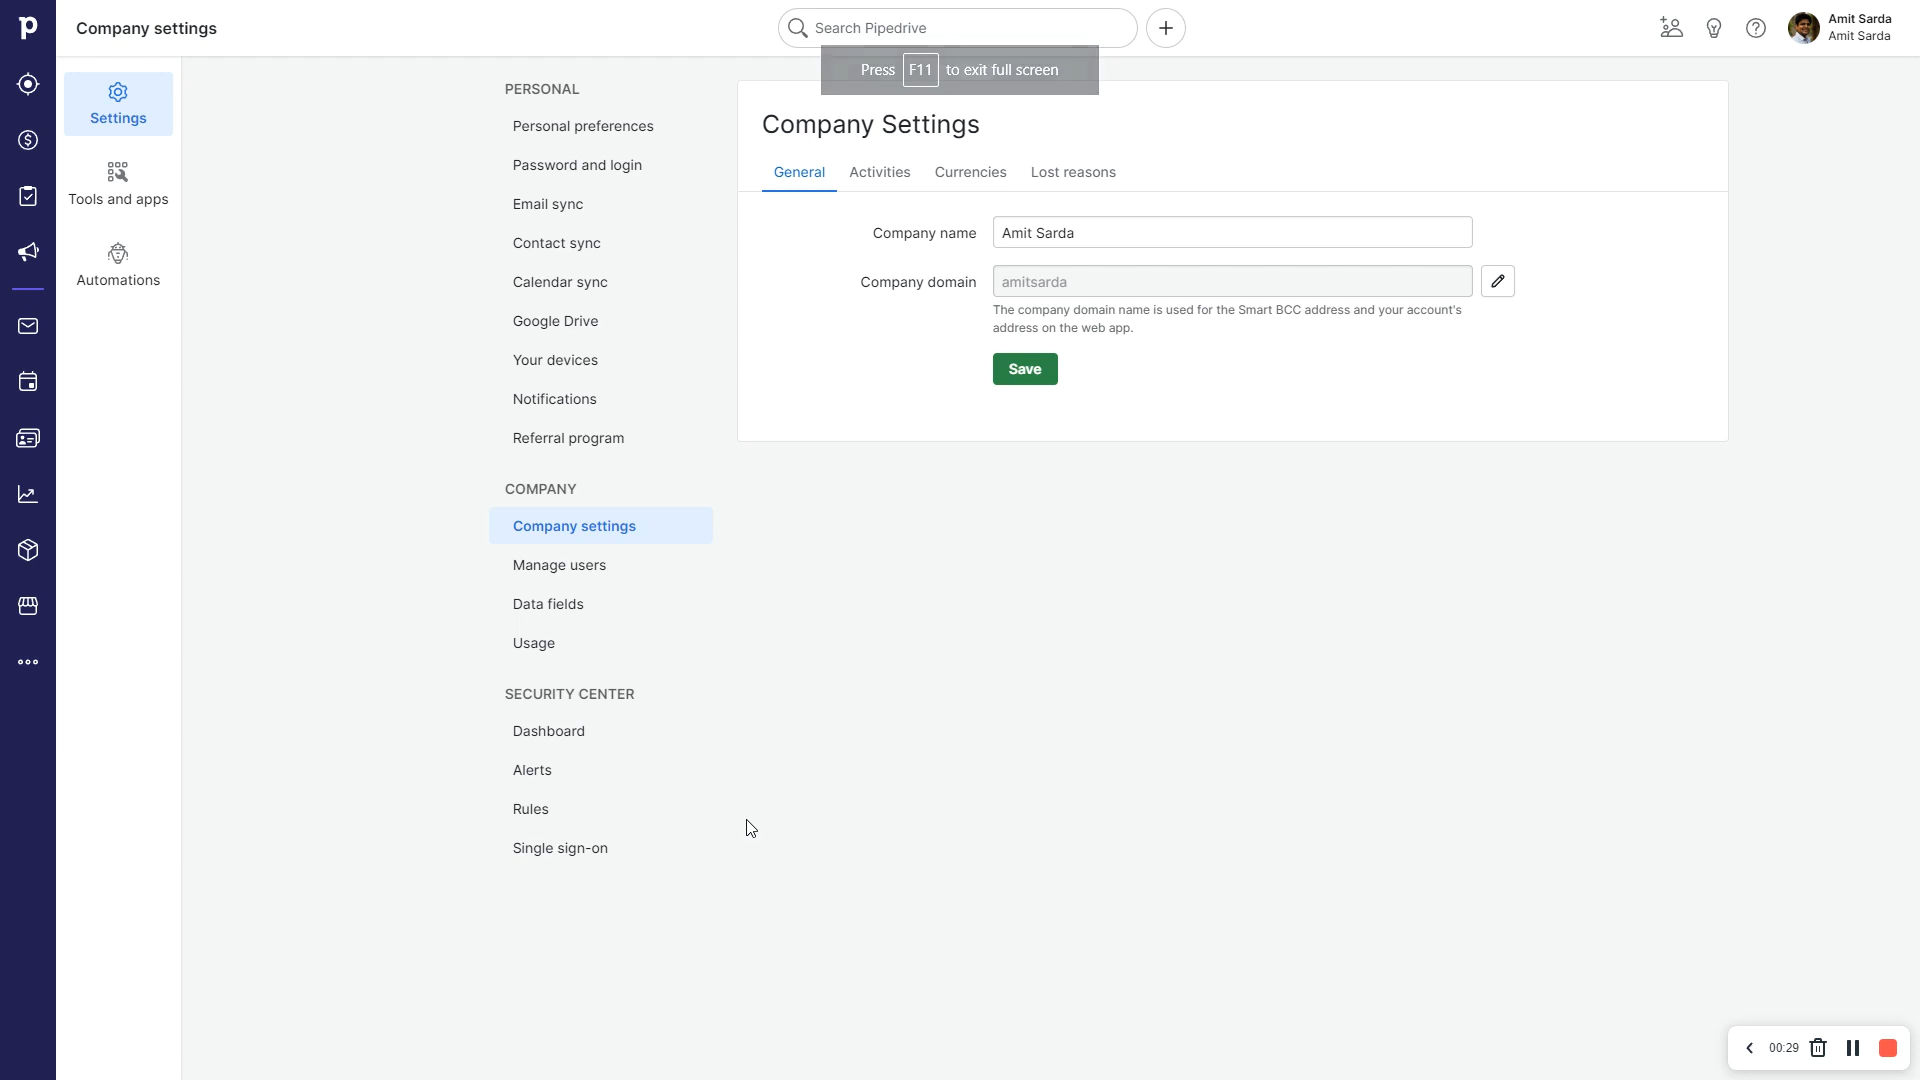 Company settings
Search Pipedrive
Amit Sarda
Amit Sarda
Press F11 to exit full screen
Settings
Tools and apps
Automations
PERSONAL
Personal preferences
Password and login
Email sync
Contact sync
Calendar sync
Google Drive
Your devices
Notifications
Referral program
COMPANY
Company settings
Manage users
Data fields
Usage
SECURITY CENTER
Dashboard
Alerts
Rules
Single sign-on
Company Settings
General Activities Currencies Lost reasons
Company name Amit Sarda
Company domain amitsarda
The company domain name is used for the Smart BCC address and your account's
address on the web app.
Save
00:29